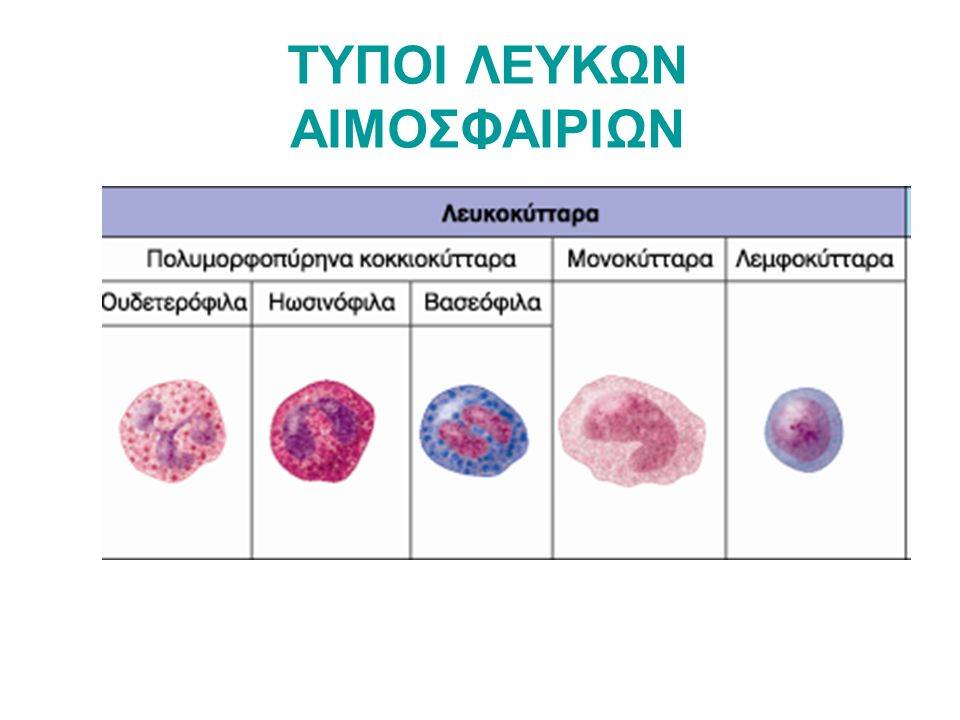 ΤΥΠΟΙ ΛΕΥΚΩΝ
ΑΙΜΟΣΦΑΙΡΙΩΝ
Λευκοκύτταρα
Πολυμορφοπύρηνα κοκκιοκύτταρα Μονοκύτταρα Λεμφοκύτταρα
Ουδετερόφιλα Ηωσινόφιλα Βασεόφιλα